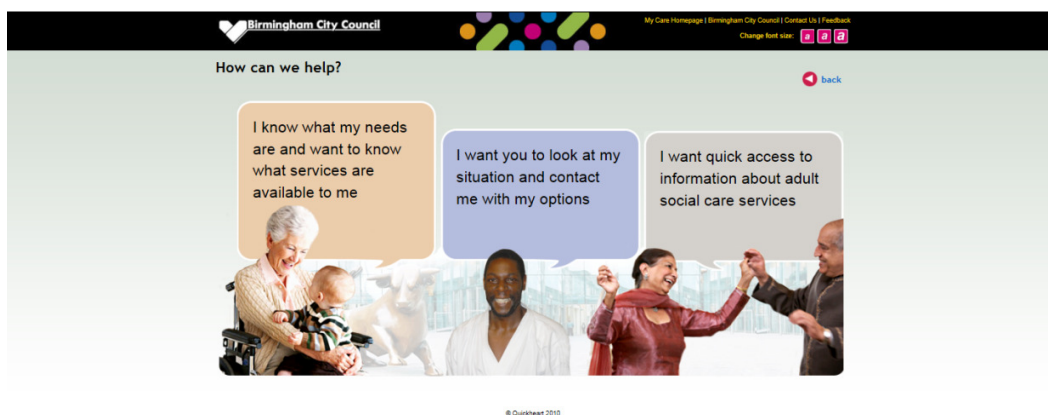 Birmingham City Council
My Care Homepage | Birmingham City Council | Contact Us | Feedback
Change font size: a a a
How can we help?
back
I know what my needs
are and want to know
what services are
available to me
I want you to look at my
situation and contact
me with my options
I want quick access to
information about adult
social care services
© Quickheart 2010